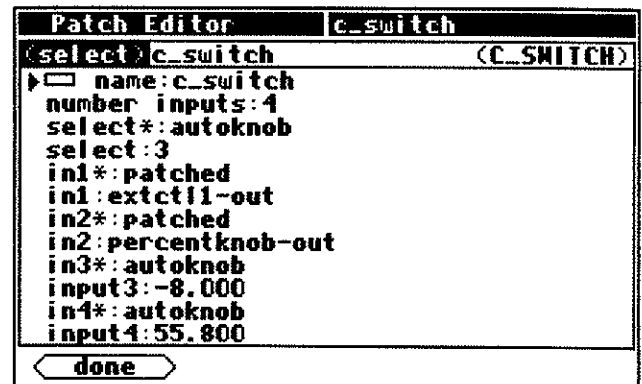 Patch Editor c_switch
(select) c_switch (C_SWITCH)
name:c_switch
number inputs:4
select*:autoknob
select:3
in1*:patched
in1:extctl1-out
in2*:patched
in2:percentknob-out
in3*:autoknob
input3:-8.000
in4*:autoknob
input4:55.800
done